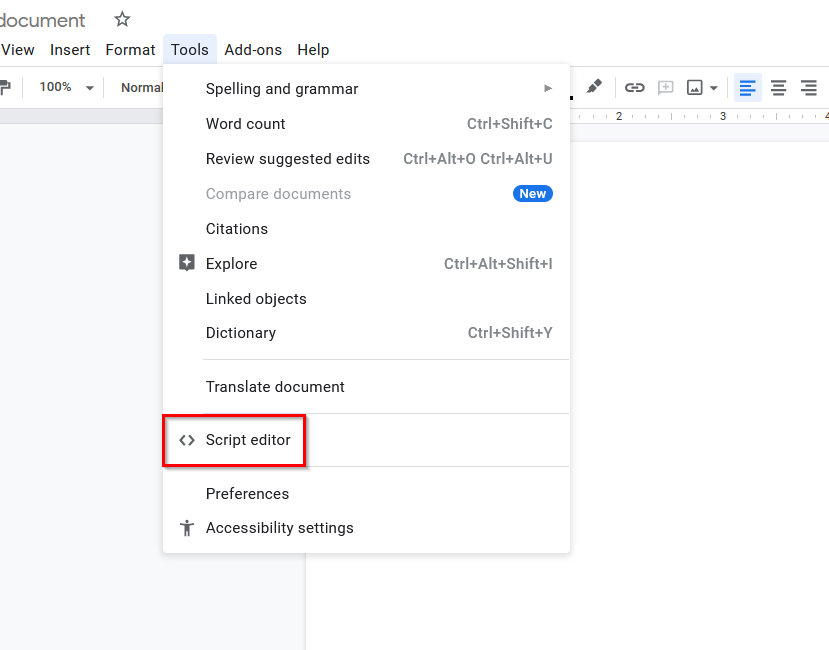 document
View Insert Format Tools Add-ons Help
100% Normal
Spelling and grammar
2 3 4
Word count Ctrl+Shift+C
Review suggested edits Ctrl+Alt+O Ctrl+Alt+U
Compare documents New
Citations
Explore Ctrl+Alt+Shift+I
Linked objects
Dictionary Ctrl+Shift+Y
Translate document
Script editor
Preferences
Accessibility settings